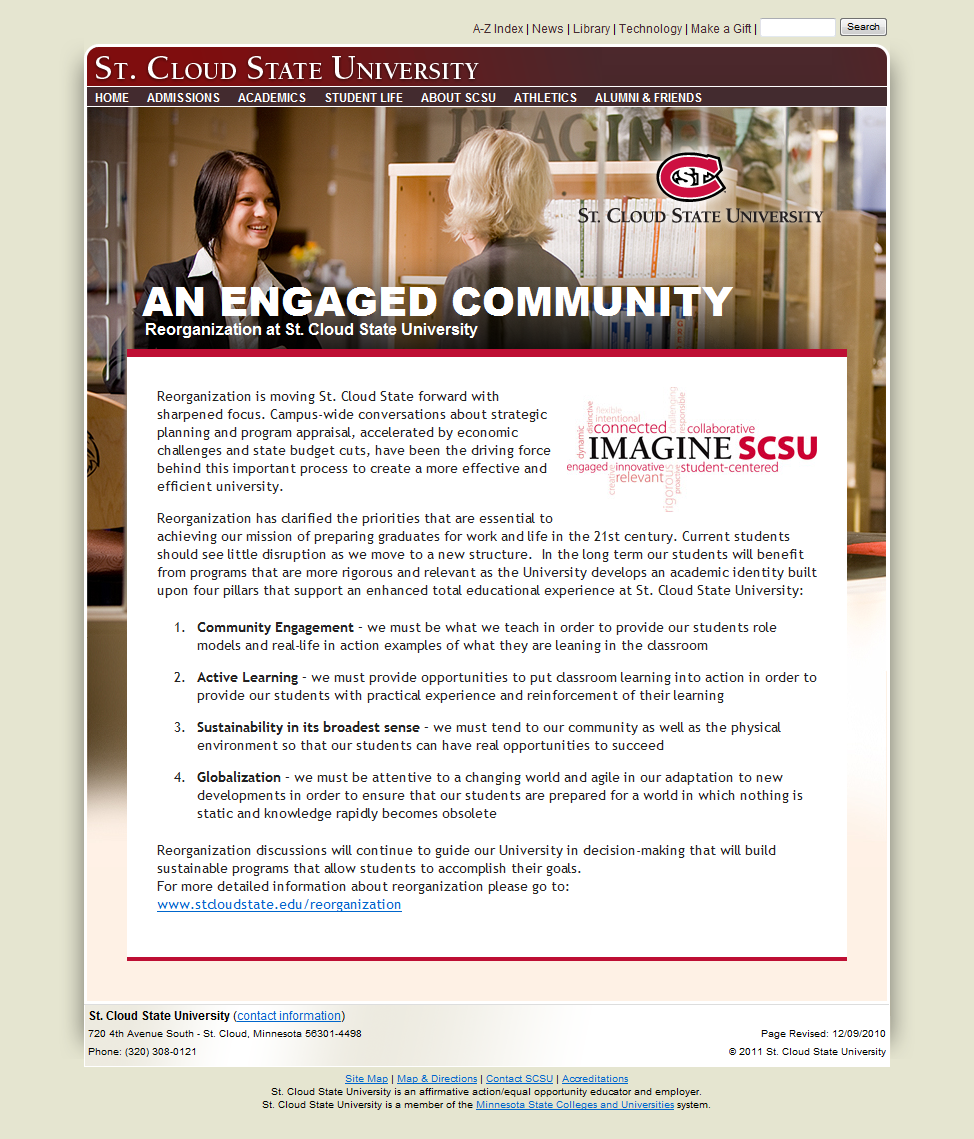 A-Z Index | News | Library | Technology | Make a Gift | Search
ST. CLOUD STATE UNIVERSITY
HOME ADMISSIONS ACADEMICS STUDENT LIFE ABOUT SCSU ATHLETICS ALUMNI & FRIENDS
IMAGINE
STC
ST. CLOUD STATE UNIVERSITY
AN ENGAGED COMMUNITY
Reorganization at St. Cloud State University
Reorganization is moving St. Cloud State forward with
sharpened focus. Campus-wide conversations about strategic
planning and program appraisal, accelerated by economic
challenges and state budget cuts, have been the driving force
behind this important process to create a more effective and
efficient university.
dynamic
distinctive
flexible
intentional
connected
challenging
responsible
collaborative
IMAGINE SCSU
engaged innovative student-centered
creative
relevant
rigorous
proactive
Reorganization has clarified the priorities that are essential to
achieving our mission of preparing graduates for work and life in the 21st century. Current students
should see little disruption as we move to a new structure.  In the long term our students will benefit
from programs that are more rigorous and relevant as the University develops an academic identity built
upon four pillars that support an enhanced total educational experience at St. Cloud State University:
1. Community Engagement – we must be what we teach in order to provide our students role
models and real-life in action examples of what they are leaning in the classroom
2. Active Learning – we must provide opportunities to put classroom learning into action in order to
provide our students with practical experience and reinforcement of their learning
3. Sustainability in its broadest sense – we must tend to our community as well as the physical
environment so that our students can have real opportunities to succeed
4. Globalization – we must be attentive to a changing world and agile in our adaptation to new
developments in order to ensure that our students are prepared for a world in which nothing is
static and knowledge rapidly becomes obsolete
Reorganization discussions will continue to guide our University in decision-making that will build
sustainable programs that allow students to accomplish their goals.
For more detailed information about reorganization please go to:
www.stcloudstate.edu/reorganization
St. Cloud State University (contact information)
720 4th Avenue South - St. Cloud, Minnesota 56301-4498
Page Revised: 12/09/2010
Phone: (320) 308-0121
© 2011 St. Cloud State University
Site Map | Map & Directions | Contact SCSU | Accreditations
St. Cloud State University is an affirmative action/equal opportunity educator and employer.
St. Cloud State University is a member of the Minnesota State Colleges and Universities system.